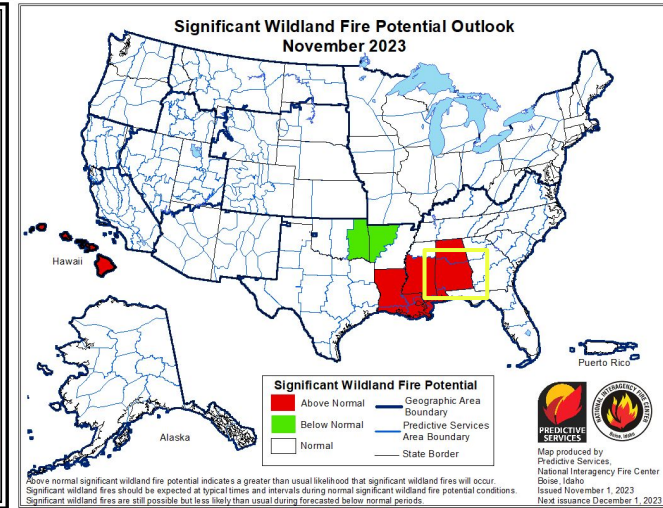 Significant Wildland Fire Potential Outlook
November 2023
Hawaii
Alaska
Puerto Rico
Significant Wildland Fire Potential
Above Normal
Below Normal
Normal
Geographic Area
Boundary
Predictive Services
Area Boundary
State Border
PREDICTIVE
SERVICES
NATIONAL INTERAGENCY FIRE CENTER
Boise, Idaho
Map produced by
Predictive Services,
National Interagency Fire Center
Boise, Idaho
Issued November 1, 2023
Next issuance December 1, 2023
Above normal significant wildland fire potential indicates a greater than usual likelihood that significant wildland fires will occur.
Significant wildland fires should be expected at typical times and intervals during normal significant wildland fire potential conditions.
Significant wildland fires are still possible but less likely than usual during forecasted below normal periods.